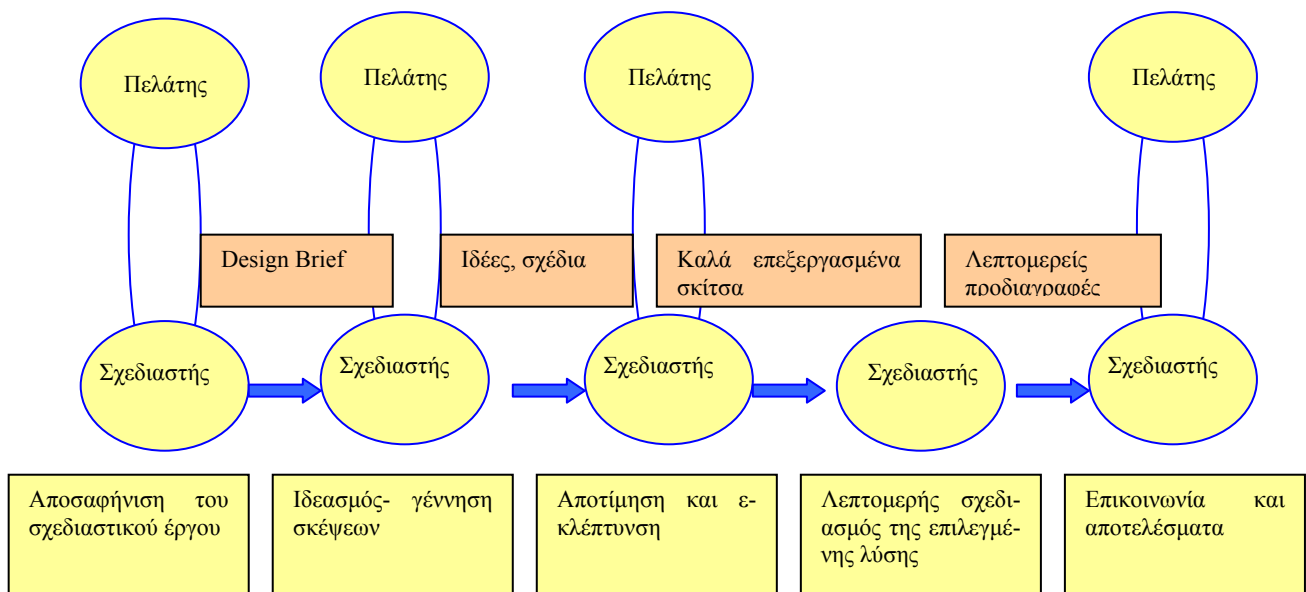 Πελάτης
Πελάτης
Πελάτης
Πελάτης
Design Brief
Ιδέες, σχέδια
Καλά επεξεργασμένα
σκίτσα
Λεπτομερείς
προδιαγραφές
Σχεδιαστής
Σχεδιαστής
Σχεδιαστής
Σχεδιαστής
Σχεδιαστής
Αποσαφήνιση του
σχεδιαστικού έργου
Ιδεασμός- γέννηση
σκέψεων
Αποτίμηση και ε-
κλέπτυνση
Λεπτομερής σχεδι-
ασμός της επιλεγμέ-
νης λύσης
Επικοινωνία και
αποτελέσματα